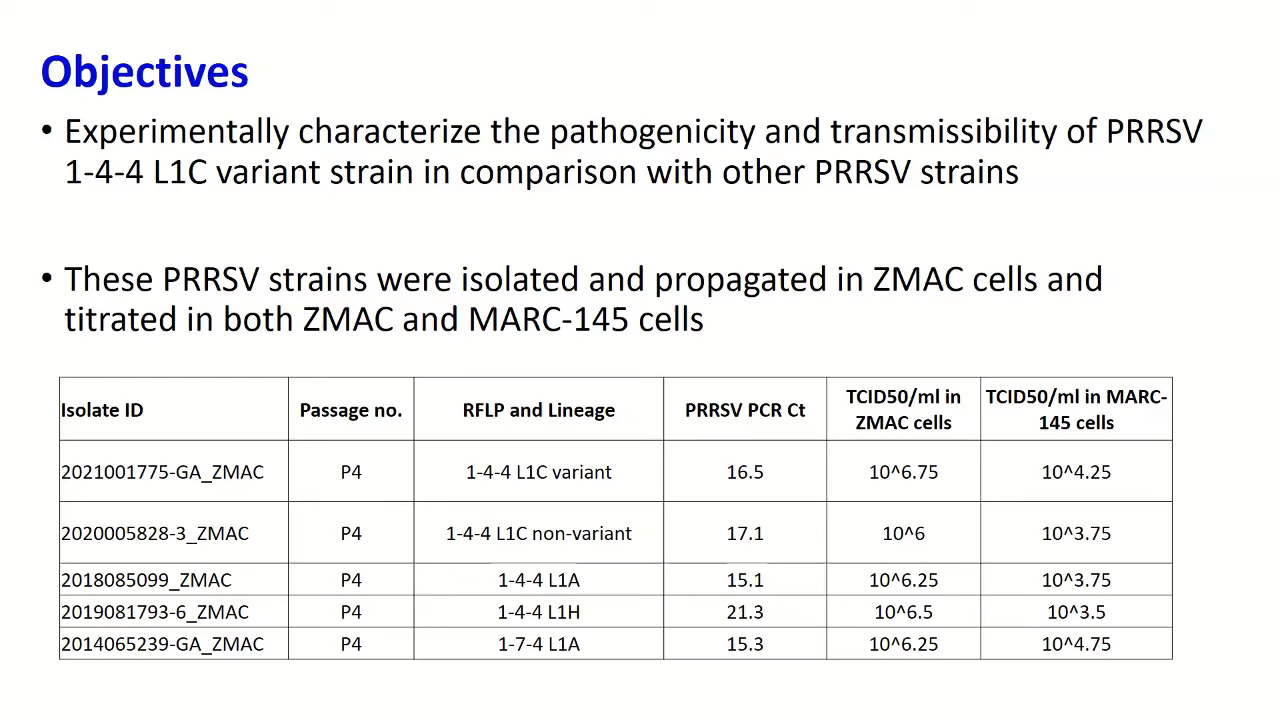 Objectives
• Experimentally characterize the pathogenicity and transmissibility of PRRSV
1-4-4 L1C variant strain in comparison with other PRRSV strains
• These PRRSV strains were isolated and propagated in ZMAC cells and
titrated in both ZMAC and MARC-145 cells
Isolate ID Passage no. RFLP and Lineage PRRSV PCR Ct TCID50/ml in ZMAC cells TCID50/ml in MARC-145 cells
2021001775-GA_ZMAC P4 1-4-4 L1C variant 16.5 10^6.75 10^4.25
2020005828-3_ZMAC P4 1-4-4 L1C non-variant 17.1 10^6 10^3.75
2018085099_ZMAC P4 1-4-4 L1A 15.1 10^6.25 10^3.75
2019081793-6_ZMAC P4 1-4-4 L1H 21.3 10^6.5 10^3.5
2014065239-GA_ZMAC P4 1-7-4 L1A 15.3 10^6.25 10^4.75